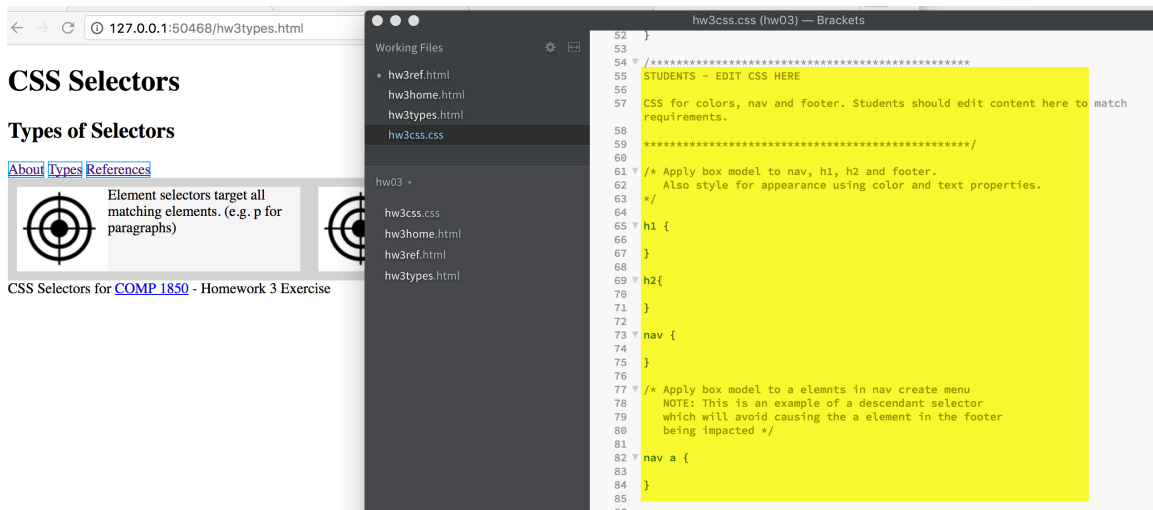 127.0.0.1:50468/hw3types.html
CSS Selectors
Types of Selectors
About Types References
Element selectors target all
matching elements. (e.g. p for
paragraphs)
CSS Selectors for COMP 1850 - Homework 3 Exercise
hw3css.css (hw03) — Brackets
Working Files
hw3ref.html
hw3home.html
hw3types.html
hw3css.css
hw03
hw3css.css
hw3home.html
hw3ref.html
hw3types.html
52 }
53
54 /*************************************************
55 STUDENTS - EDIT CSS HERE
56
57 CSS for colors, nav and footer. Students should edit content here to match
requirements.
58
59 **************************************************/
60
61 /* Apply box model to nav, h1, h2 and footer.
62 Also style for appearance using color and text properties.
63 */
64
65 h1 {
66
67 }
68
69 h2{
70
71 }
72
73 nav {
74
75 }
76
77 /* Apply box model to a elemnts in nav create menu
78 NOTE: This is an example of a descendant selector
79 which will avoid causing the a element in the footer
80 being impacted */
81
82 nav a {
83
84 }
85